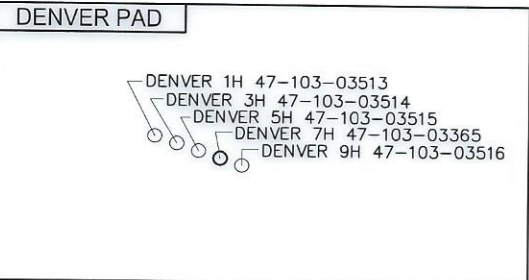 DENVER PAD
DENVER 1H 47-103-03513
DENVER 3H 47-103-03514
DENVER 5H 47-103-03515
DENVER 7H 47-103-03365
DENVER 9H 47-103-03516